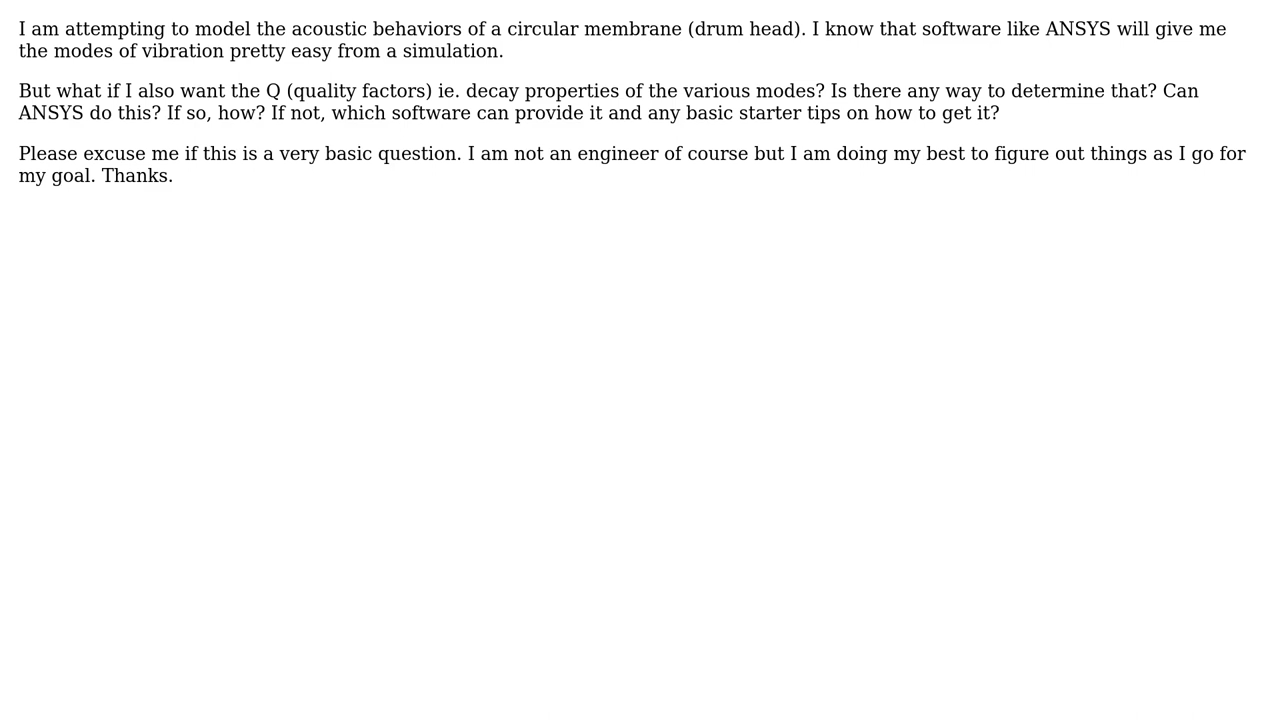 I am attempting to model the acoustic behaviors of a circular membrane (drum head). I know that software like ANSYS will give me
the modes of vibration pretty easy from a simulation.
But what if I also want the Q (quality factors) ie. decay properties of the various modes? Is there any way to determine that? Can
ANSYS do this? If so, how? If not, which software can provide it and any basic starter tips on how to get it?
Please excuse me if this is a very basic question. I am not an engineer of course but I am doing my best to figure out things as I go for
my goal. Thanks.